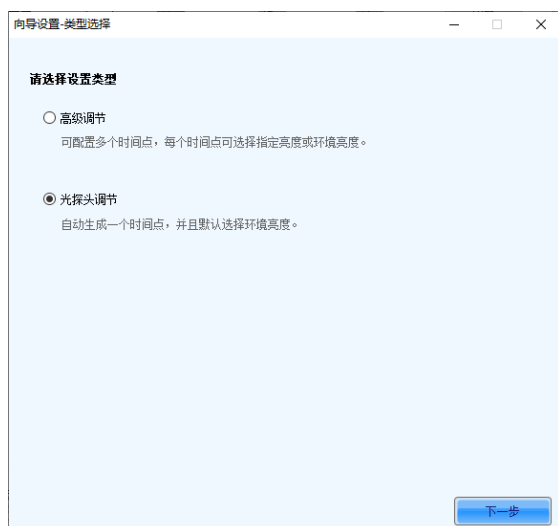 向导设置-类型选择
请选择设置类型
高级调节
可配置多个时间点，每个时间点可选择指定亮度或环境亮度。
光探头调节
自动生成一个时间点，并且默认选择环境亮度。
下一步